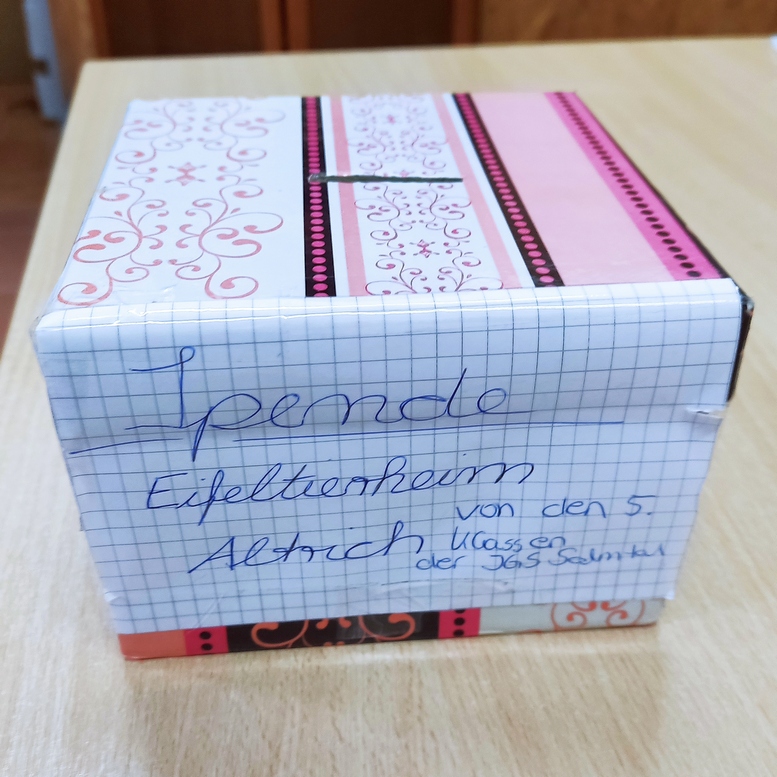 Spende
Eifeltierheim
Altrich
von den 5.
Klassen
der IGS Salmtal